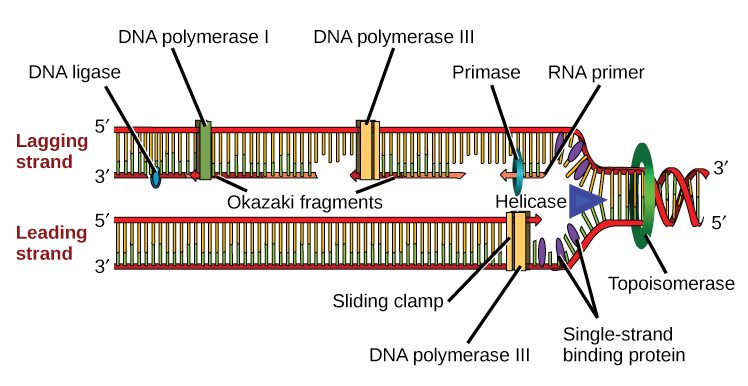 DNA polymerase I
DNA polymerase III
DNA ligase
Primase
RNA primer
5′
Lagging
strand
3′
3′
Okazaki fragments
Helicase
5′
5′
Leading
strand
3′
Topoisomerase
Sliding clamp
Single-strand
binding protein
DNA polymerase III